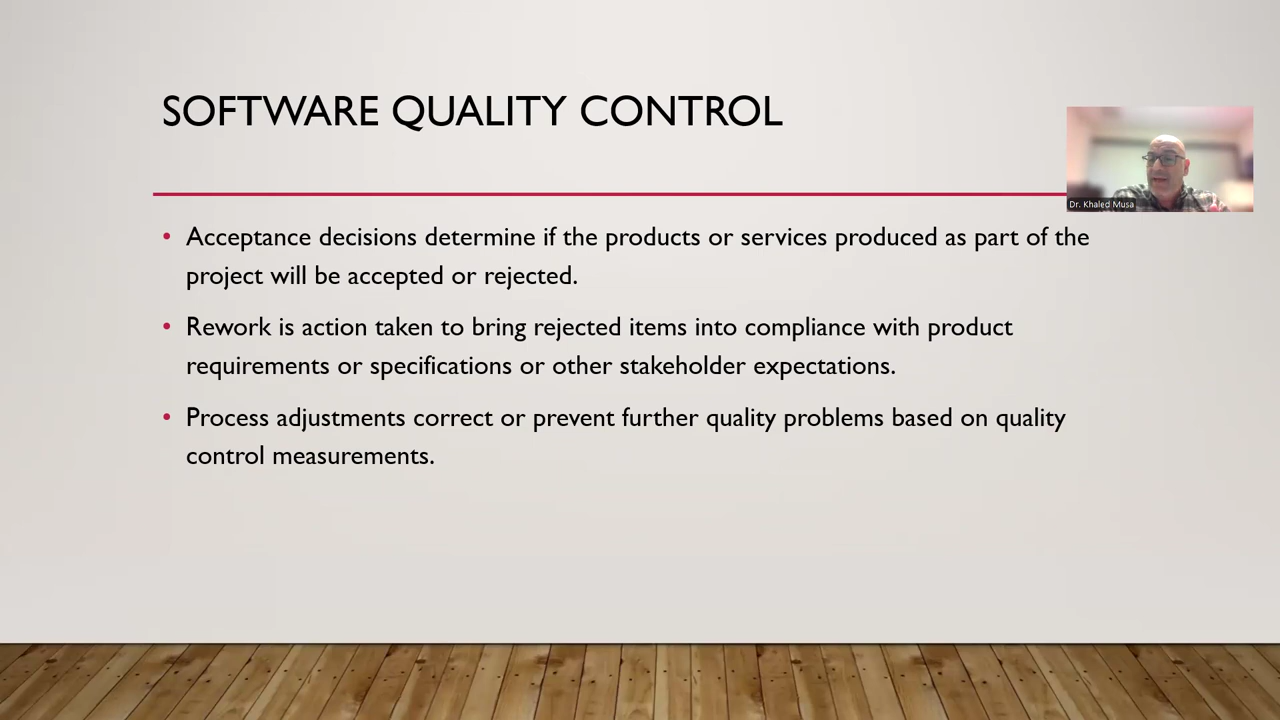 SOFTWARE QUALITY CONTROL
Dr. Khaled Musa
• Acceptance decisions determine if the products or services produced as part of the
project will be accepted or rejected.
• Rework is action taken to bring rejected items into compliance with product
requirements or specifications or other stakeholder expectations.
• Process adjustments correct or prevent further quality problems based on quality
control measurements.